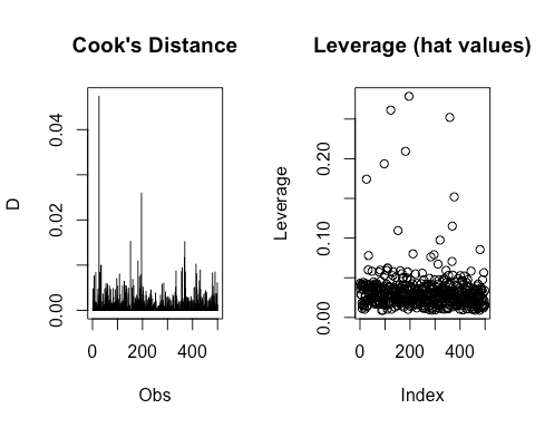 Cook's Distance
D
0.00
0.02
0.04
0
200
400
Obs
Leverage (hat values)
Leverage
0.00
0.10
0.20
0
200
400
Index